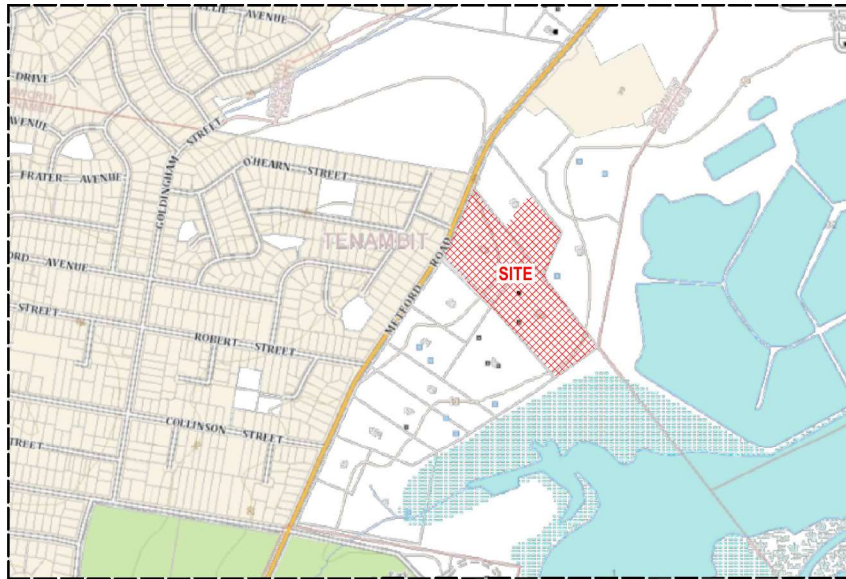 AVENUE
DRIVE
AVENUE
GOLDINGHAM STREET
O'HEARN STREET
FRATER AVENUE
TENAMBIT
METFORD ROAD
SITE
AVENUE
STREET
ROBERT STREET
COLLINSON STREET
STREET